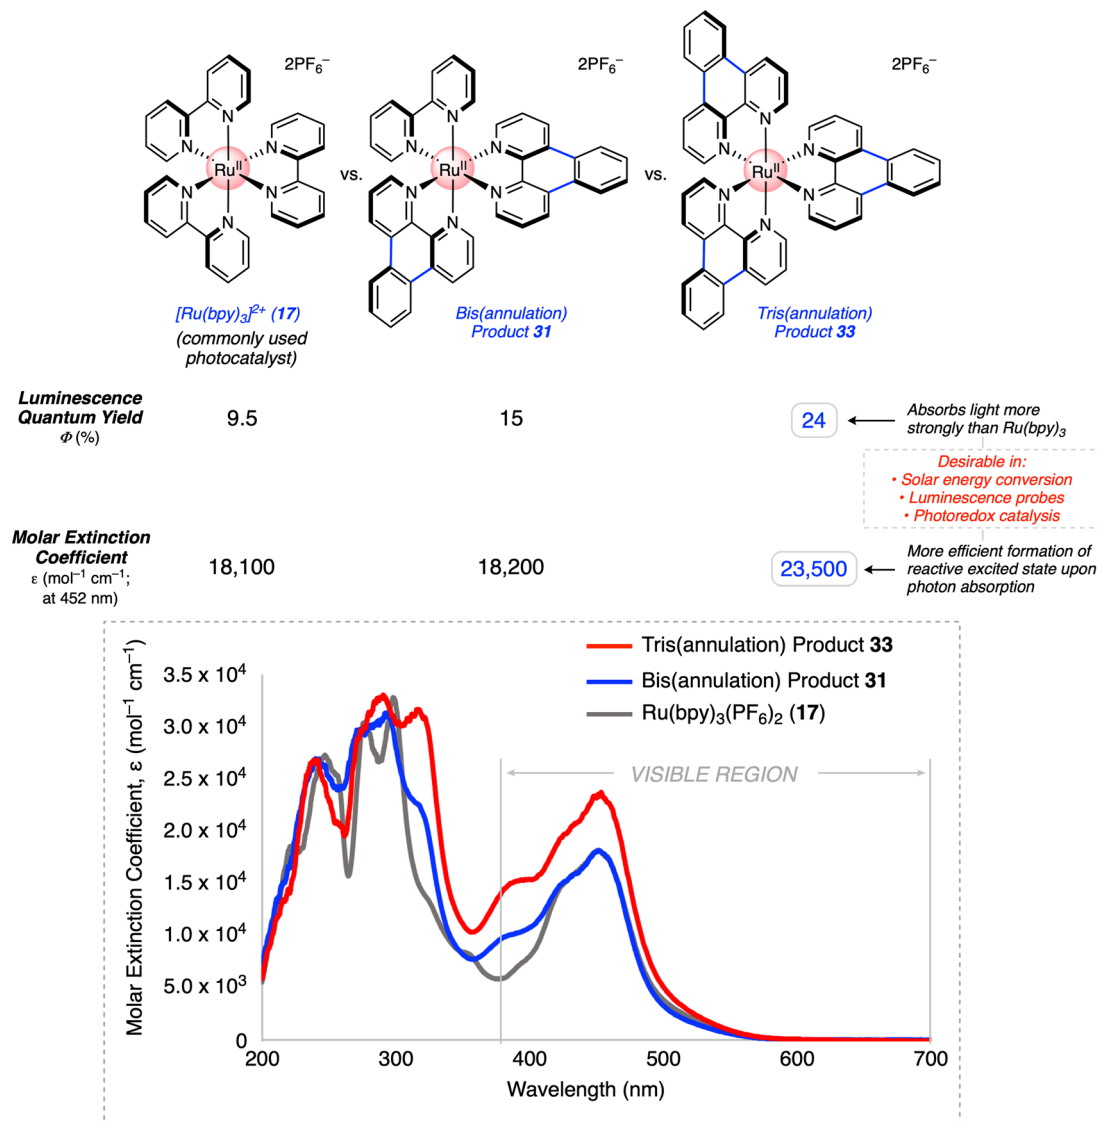 2PF₆⁻
2PF₆⁻
2PF₆⁻
N
N
N
N
N
N
Ruᴵᴵ
vs.
N
N
N
N
N
N
Ruᴵᴵ
vs.
N
N
N
N
N
N
Ruᴵᴵ
[Ru(bpy)₃]²⁺ (17)
(commonly used
photocatalyst)
Bis(annulation)
Product 31
Tris(annulation)
Product 33
Luminescence
Quantum Yield
Φ (%)
9.5
15
24
Absorbs light more
strongly than Ru(bpy)₃
Desirable in:
• Solar energy conversion
• Luminescence probes
• Photoredox catalysis
Molar Extinction
Coefficient
ε (mol⁻¹ cm⁻¹;
at 452 nm)
18,100
18,200
23,500
More efficient formation of
reactive excited state upon
photon absorption
Tris(annulation) Product 33
Bis(annulation) Product 31
Ru(bpy)₃(PF₆)₂ (17)
VISIBLE REGION
Molar Extinction Coefficient, ε (mol⁻¹ cm⁻¹)
3.5 x 10⁴
3.0 x 10⁴
2.5 x 10⁴
2.0 x 10⁴
1.5 x 10⁴
1.0 x 10⁴
5.0 x 10³
0
200
300
400
500
600
700
Wavelength (nm)